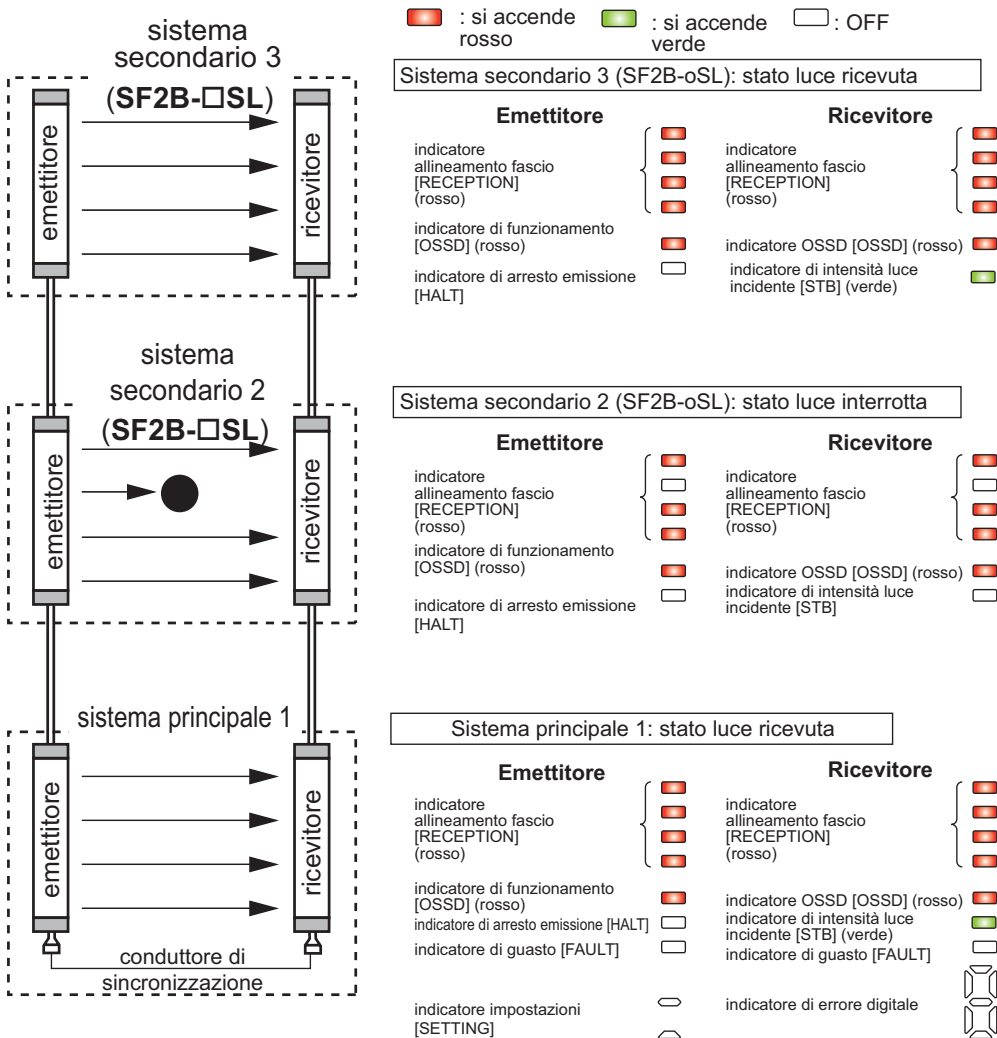 sistema
secondario 3
(SF2B-□SL)
emettitore
ricevitore
sistema
secondario 2
(SF2B-□SL)
emettitore
ricevitore
sistema principale 1
emettitore
ricevitore
conduttore di
sincronizzazione
: si accende
rosso
: si accende
verde
: OFF
Sistema secondario 3 (SF2B-oSL): stato luce ricevuta
Emettitore
indicatore
allineamento fascio
[RECEPTION]
(rosso)
indicatore di funzionamento
[OSSD] (rosso)
indicatore di arresto emissione
[HALT]
Ricevitore
indicatore
allineamento fascio
[RECEPTION]
(rosso)
indicatore OSSD [OSSD] (rosso)
indicatore di intensità luce
incidente [STB] (verde)
Sistema secondario 2 (SF2B-oSL): stato luce interrotta
Emettitore
indicatore
allineamento fascio
[RECEPTION]
(rosso)
indicatore di funzionamento
[OSSD] (rosso)
indicatore di arresto emissione
[HALT]
Ricevitore
indicatore
allineamento fascio
[RECEPTION]
(rosso)
indicatore OSSD [OSSD] (rosso)
indicatore di intensità luce
incidente [STB]
Sistema principale 1: stato luce ricevuta
Emettitore
indicatore
allineamento fascio
[RECEPTION]
(rosso)
indicatore di funzionamento
[OSSD] (rosso)
indicatore di arresto emissione [HALT]
indicatore di guasto [FAULT]
indicatore impostazioni
[SETTING]
Ricevitore
indicatore
allineamento fascio
[RECEPTION]
(rosso)
indicatore OSSD [OSSD] (rosso)
indicatore di intensità luce
incidente [STB] (verde)
indicatore di guasto [FAULT]
indicatore di errore digitale